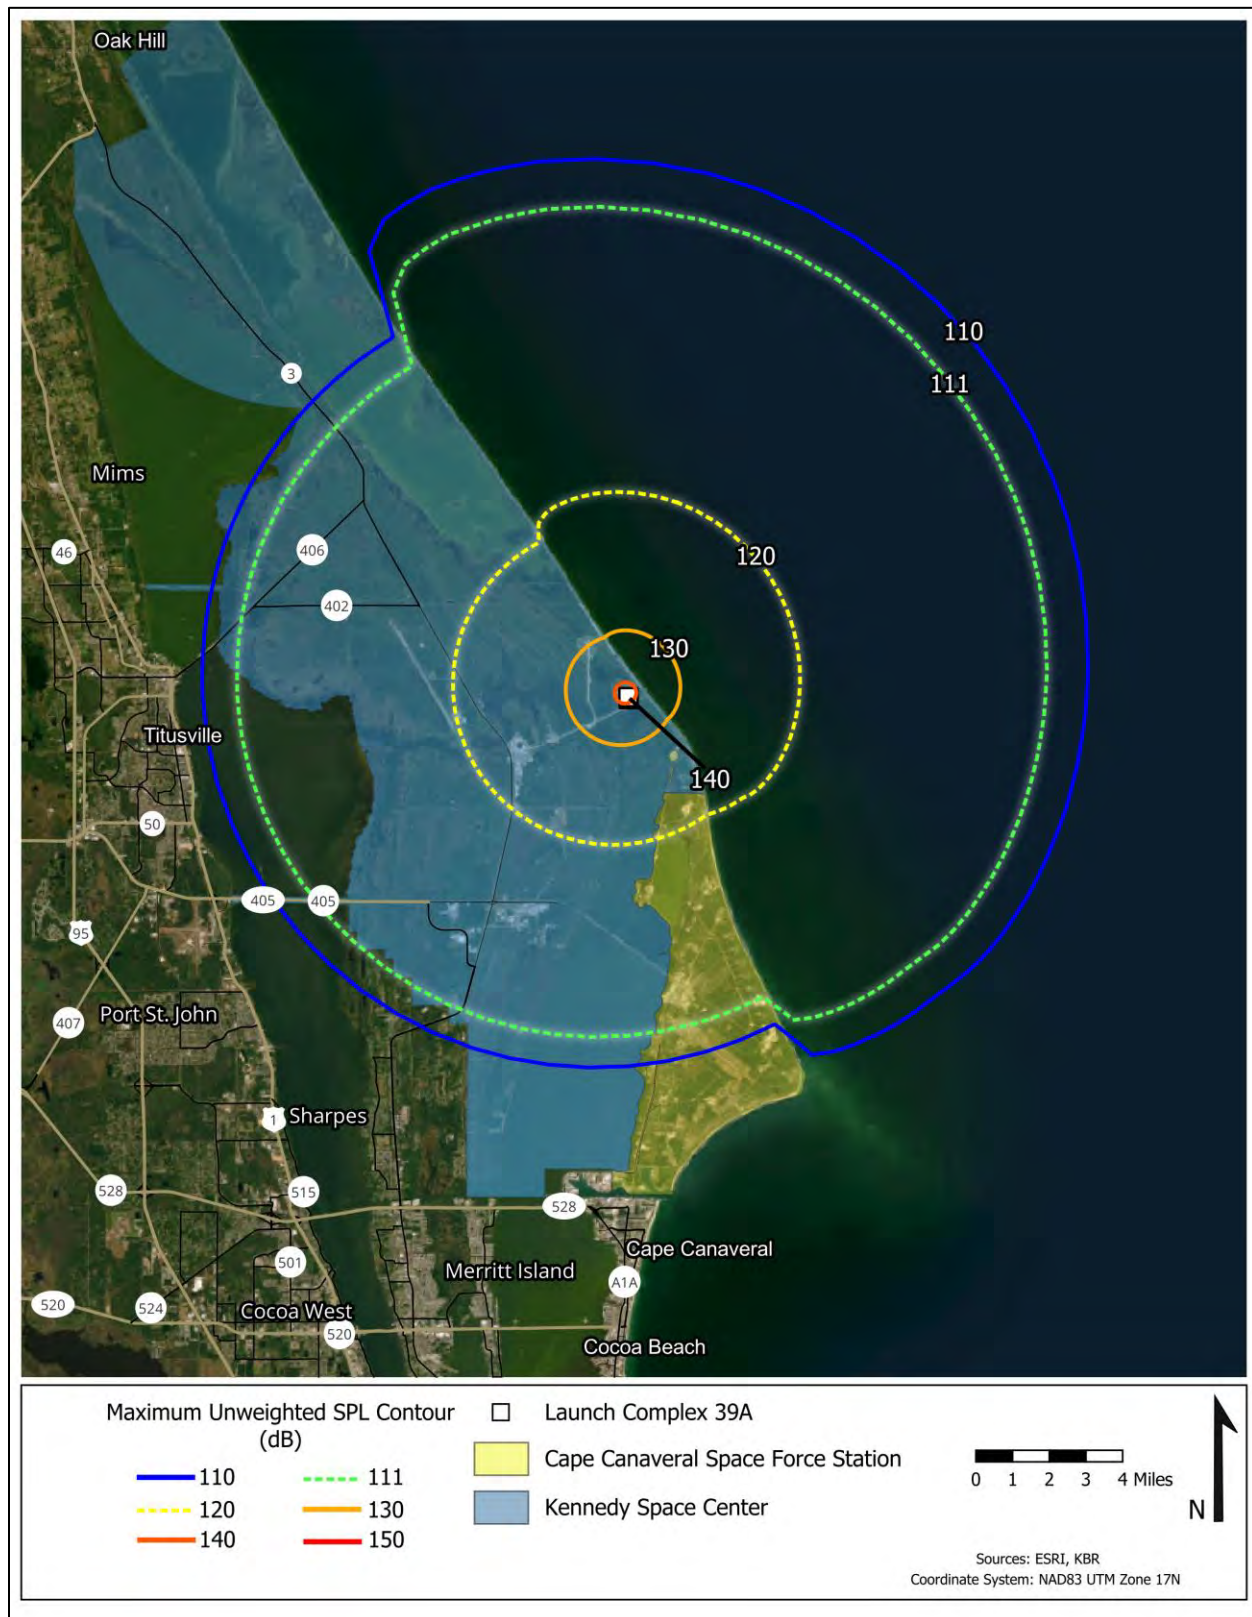 Oak Hill
110
111
3
Mims
120
46
406
402
130
Titusville
140
50
405
405
95
Port St. John
407
1
Sharpes
528
515
528
Cape Canaveral
501
Merritt Island
A1A
520
524
Cocoa West
520
Cocoa Beach
Maximum Unweighted SPL Contour
(dB)
110
111
120
130
140
150
Launch Complex 39A
Cape Canaveral Space Force Station
Kennedy Space Center
0 1 2 3 4 Miles
N
Sources: ESRI, KBR
Coordinate System: NAD83 UTM Zone 17N